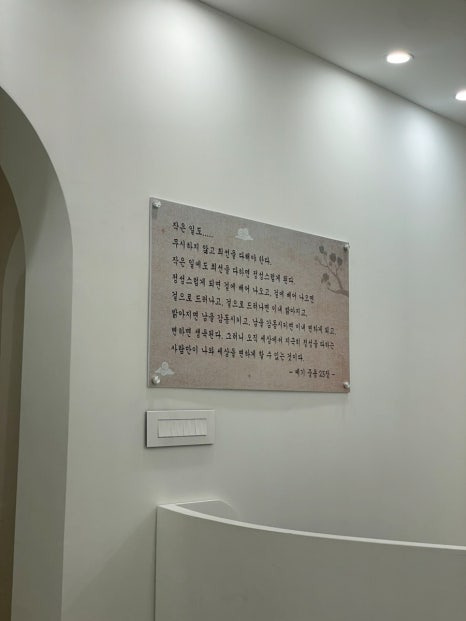 작은 일도.....
무시하지 않고 최선을 다해야 한다.
작은 일에도 최선을 다하면 정성스럽게 된다.
정성스럽게 되면 겉에 배어 나오고, 겉에 배어 나오면
겉으로 드러나고, 겉으로 드러나면 이내 밝아지고,
밝아지면 남을 감동시키고, 남을 감동시키면 이내 변하게 되고,
변하면 생육된다. 그러니 오직 세상에서 지극히 정성을 다하는
사람만이 나와 세상을 변하게 할 수 있는 것이다.
- 예기 중용 23장 -